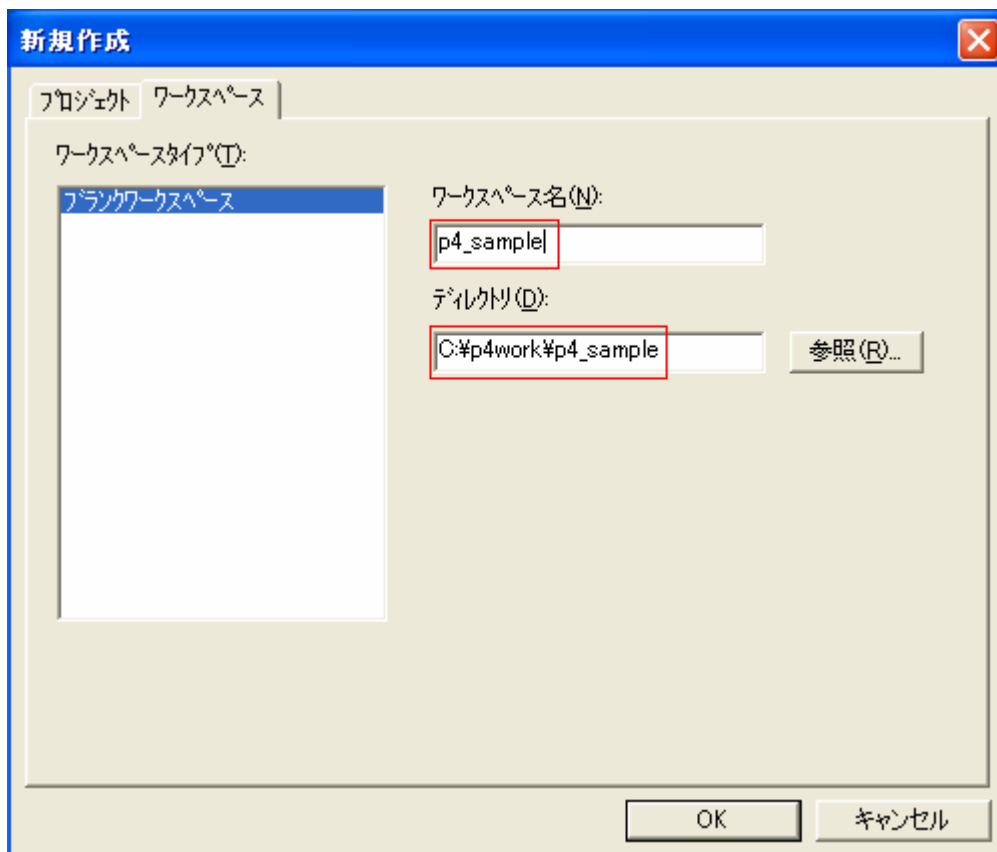 新規作成
プロジェクト ワークスペース
ワークスペースタイプ(T):
ブランクワークスペース
ワークスペース名(N):
p4_sample
ディレクトリ(D):
C:¥p4work¥p4_sample
参照(R)...
OK キャンセル